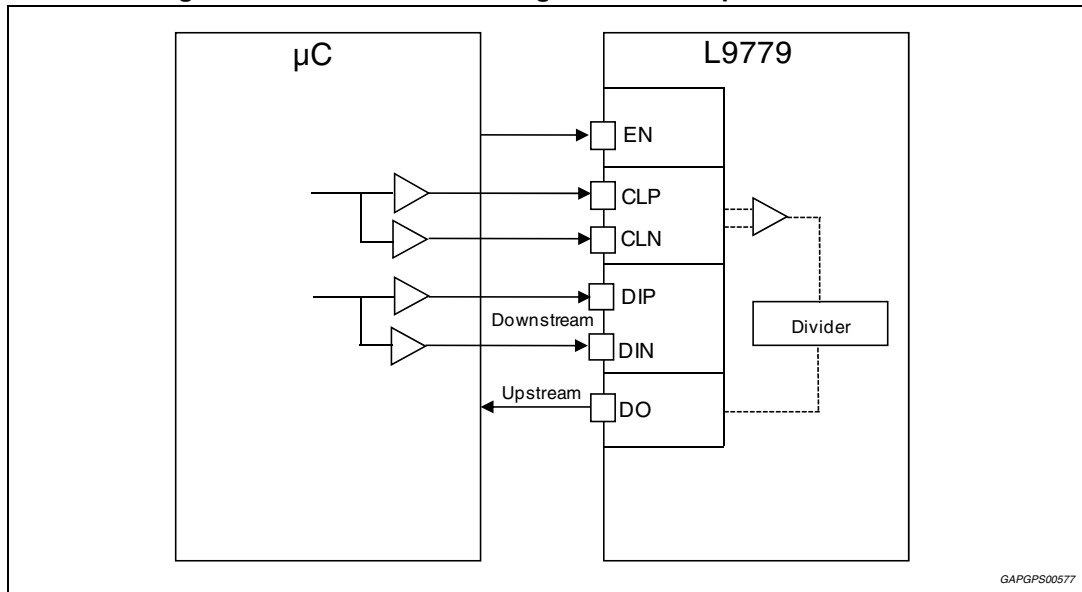 μC
L9779
EN
CLP
CLN
DIP
Downstream
DIN
Divider
Upstream
DO
GAPGPS00577